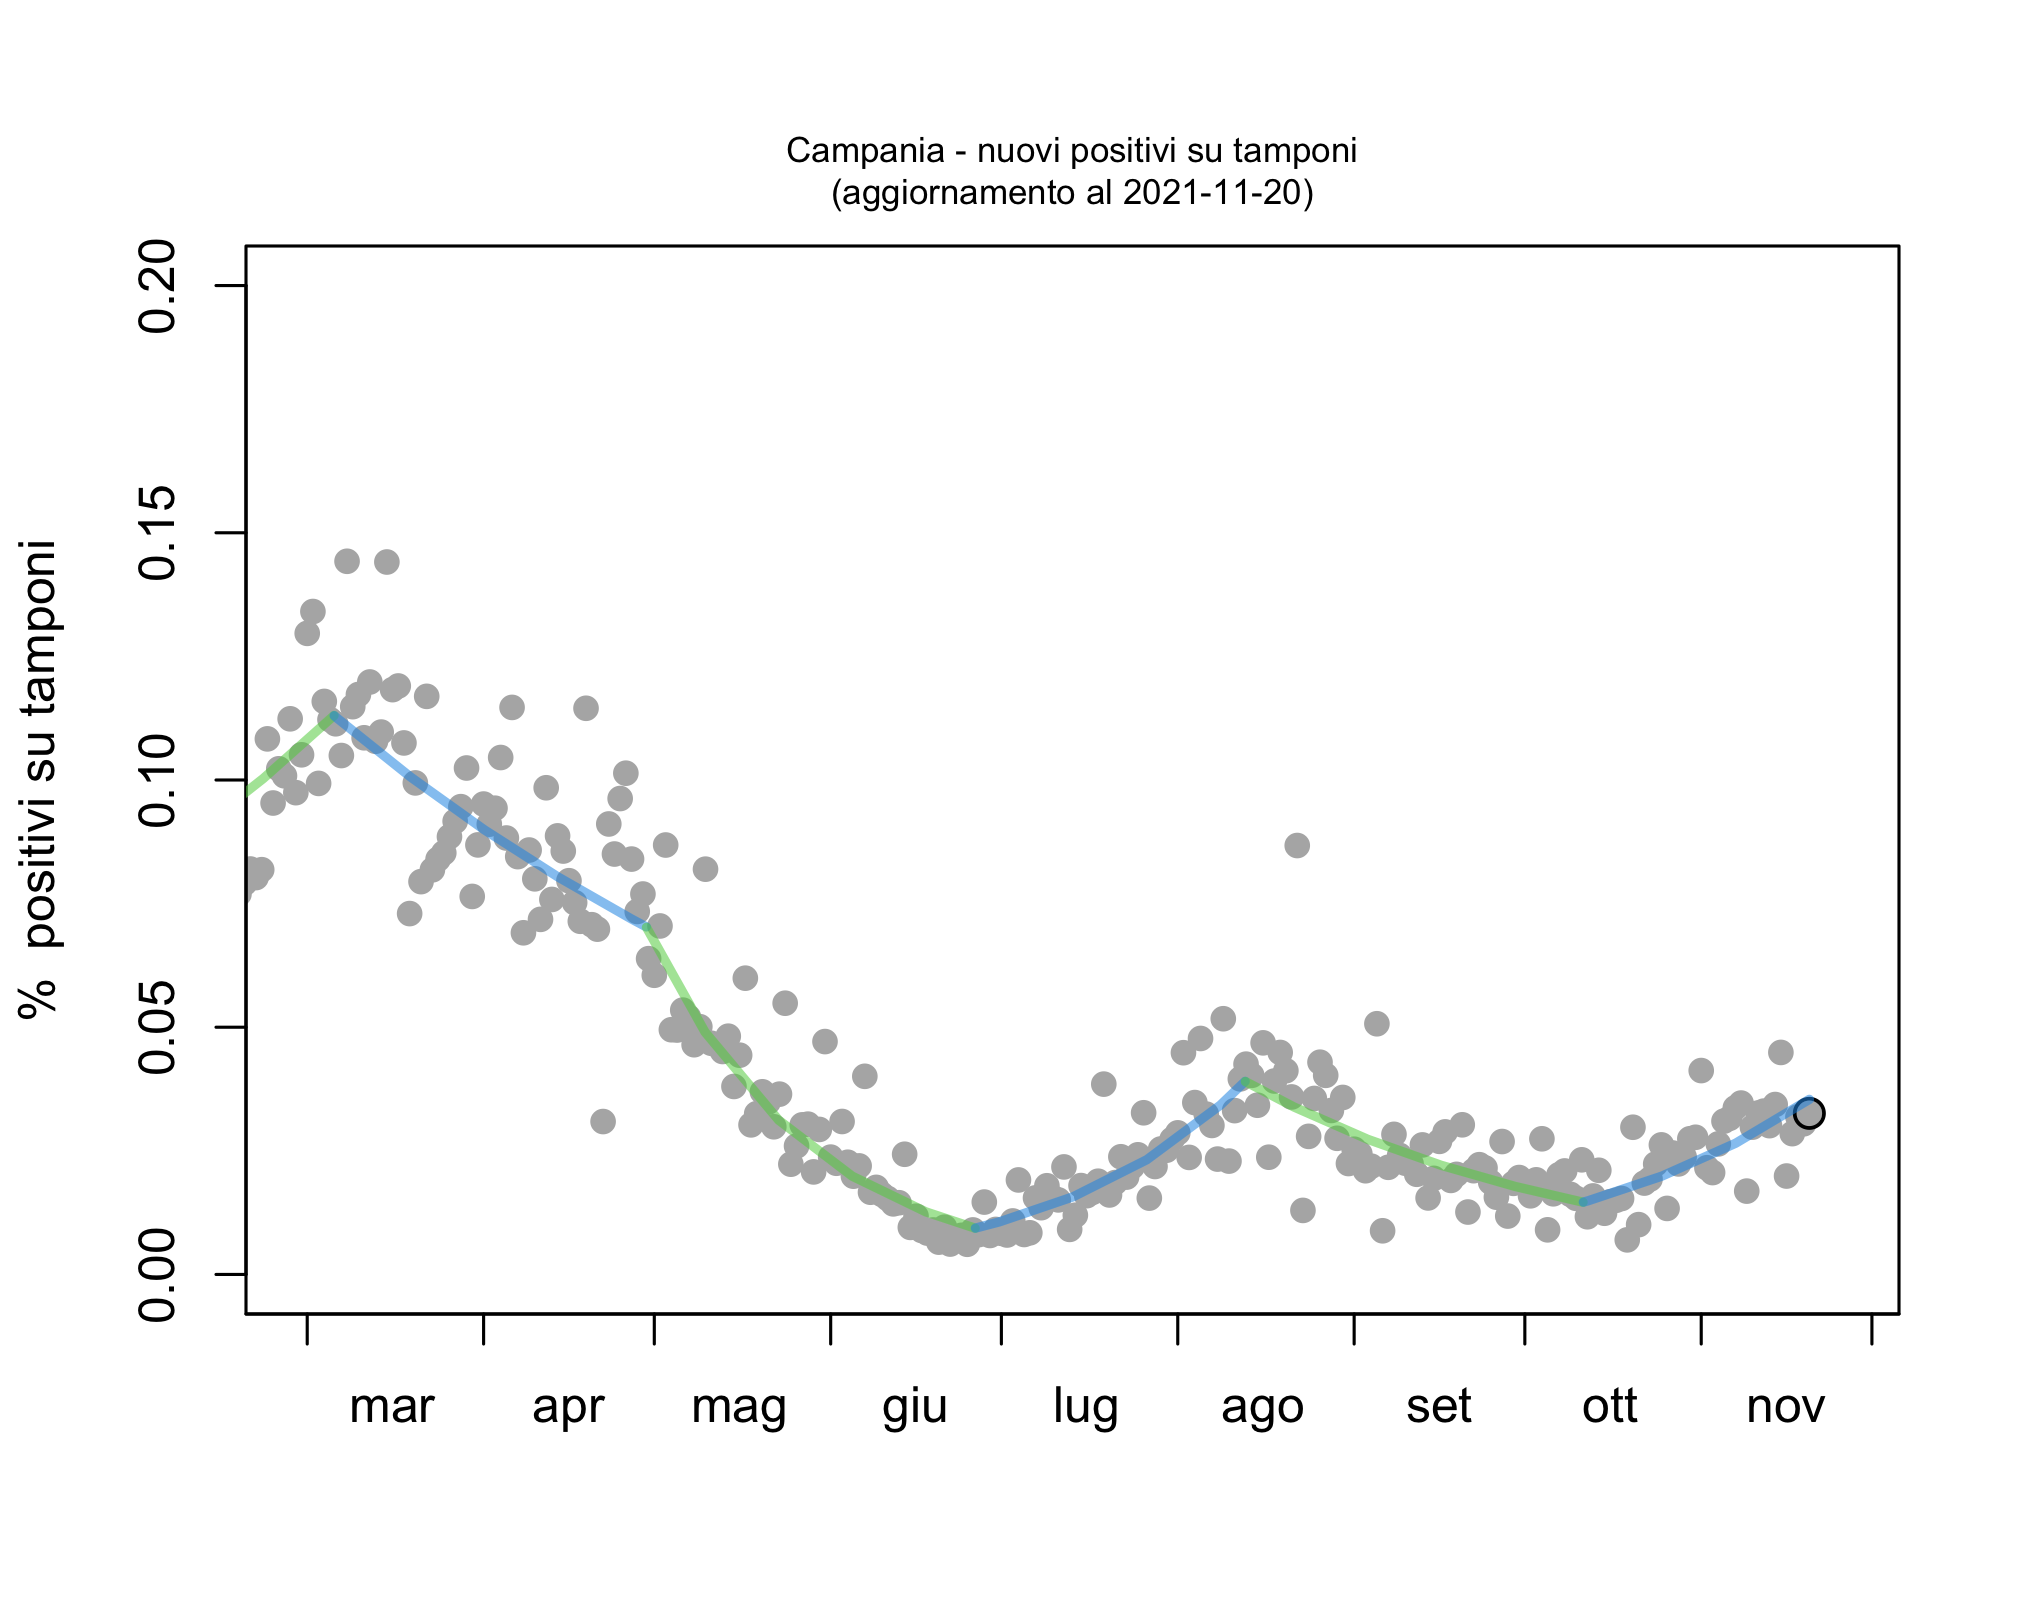 Campania - nuovi positivi su tamponi
(aggiornamento al 2021-11-20)
% positivi su tamponi
0.20
0.15
0.10
0.05
0.00
mar apr mag giu lug ago set ott nov